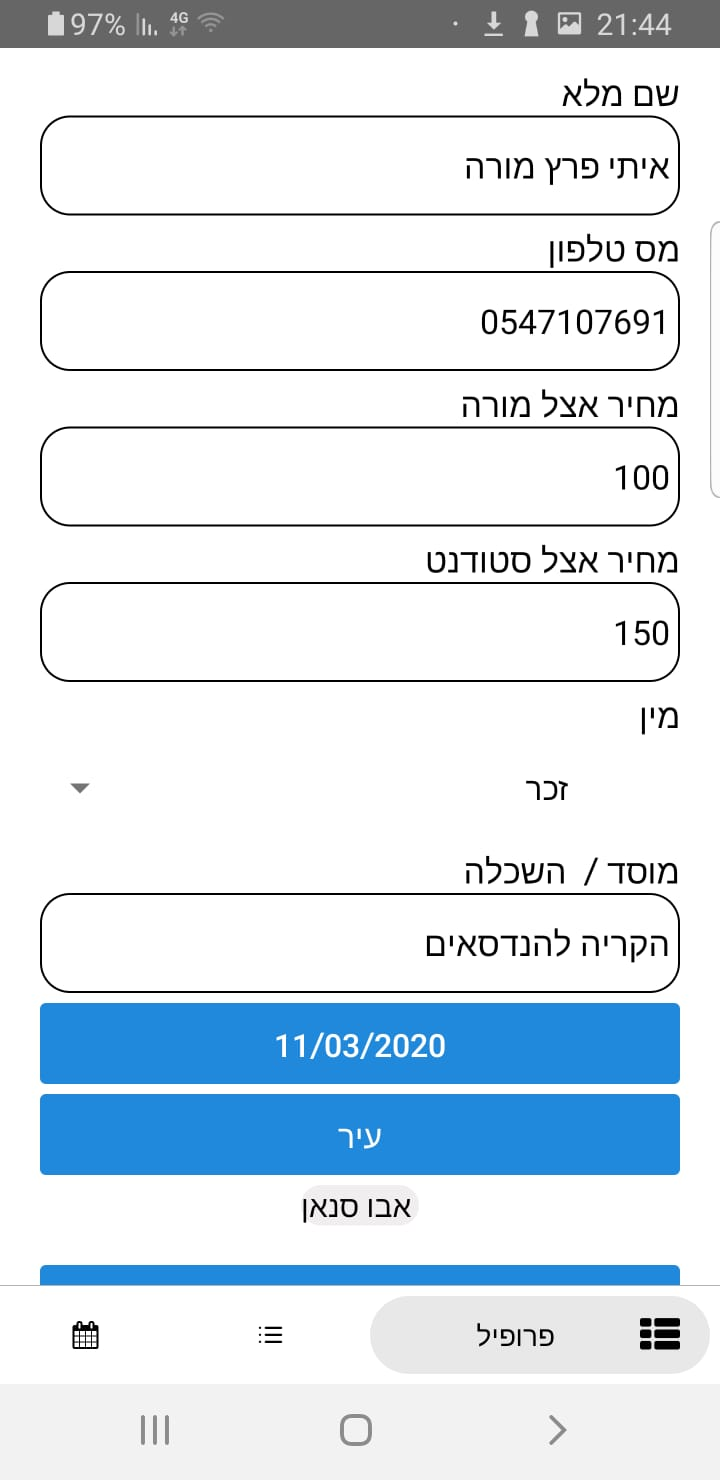 97% 4G 21:44
שם מלא
איתי פרץ מורה
מס טלפון
0547107691
מחיר אצל מורה
100
מחיר אצל סטודנט
150
מין
זכר
מוסד / השכלה
הקריה להנדסאים
11/03/2020
עיר
אבו סנאן
פרופיל